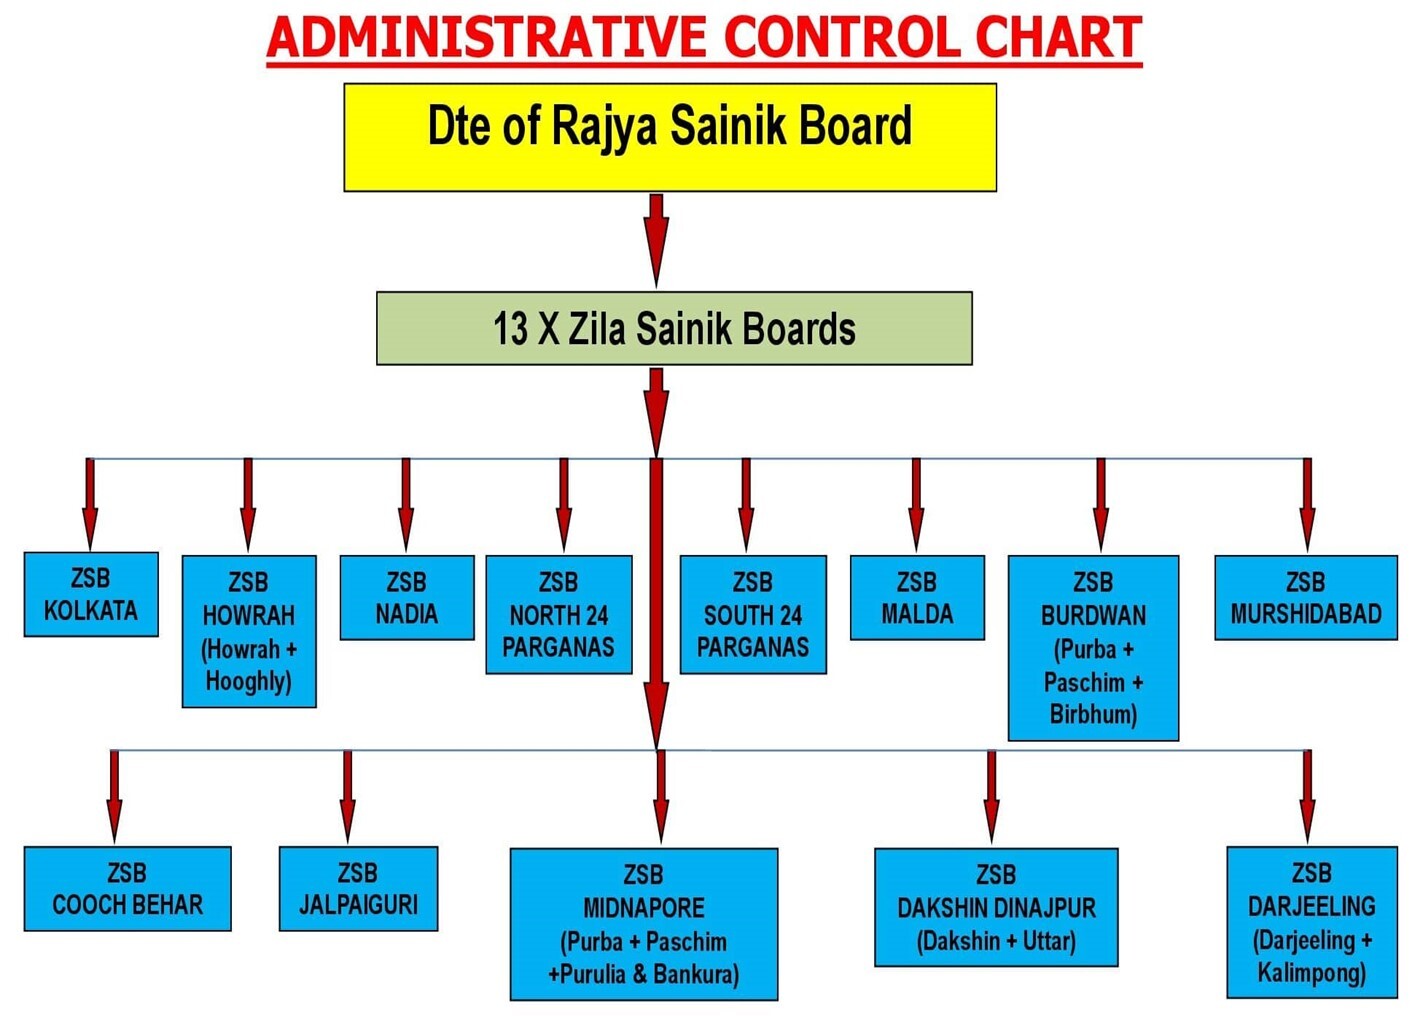 ADMINISTRATIVE CONTROL CHART
Dte of Rajya Sainik Board
13 X Zila Sainik Boards
ZSB
KOLKATA
ZSB
HOWRAH
(Howrah +
Hooghly)
ZSB
NADIA
ZSB
NORTH 24
PARGANAS
ZSB
SOUTH 24
PARGANAS
ZSB
MALDA
ZSB
BURDWAN
(Purba +
Paschim +
Birbhum)
ZSB
MURSHIDABAD
ZSB
COOCH BEHAR
ZSB
JALPAIGURI
ZSB
MIDNAPORE
(Purba + Paschim
+Purulia & Bankura)
ZSB
DAKSHIN DINAJPUR
(Dakshin + Uttar)
ZSB
DARJEELING
(Darjeeling +
Kalimpong)